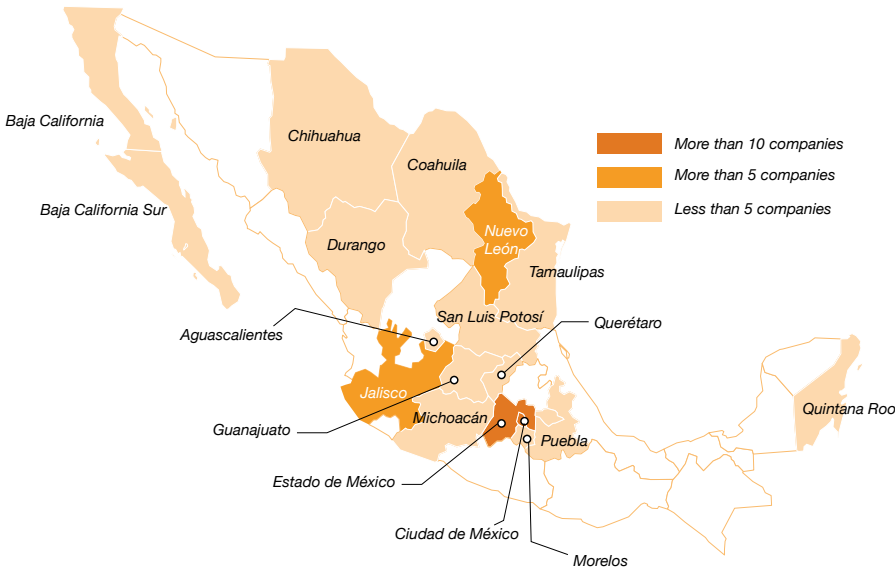 Baja California
Chihuahua
Coahuila
More than 10 companies
More than 5 companies
Less than 5 companies
Baja California Sur
Durango
Nuevo
León
Tamaulipas
San Luis Potosí
Aguascalientes
Querétaro
Jalisco
Michoacán
Quintana Roo
Guanajuato
Puebla
Estado de México
Ciudad de México
Morelos